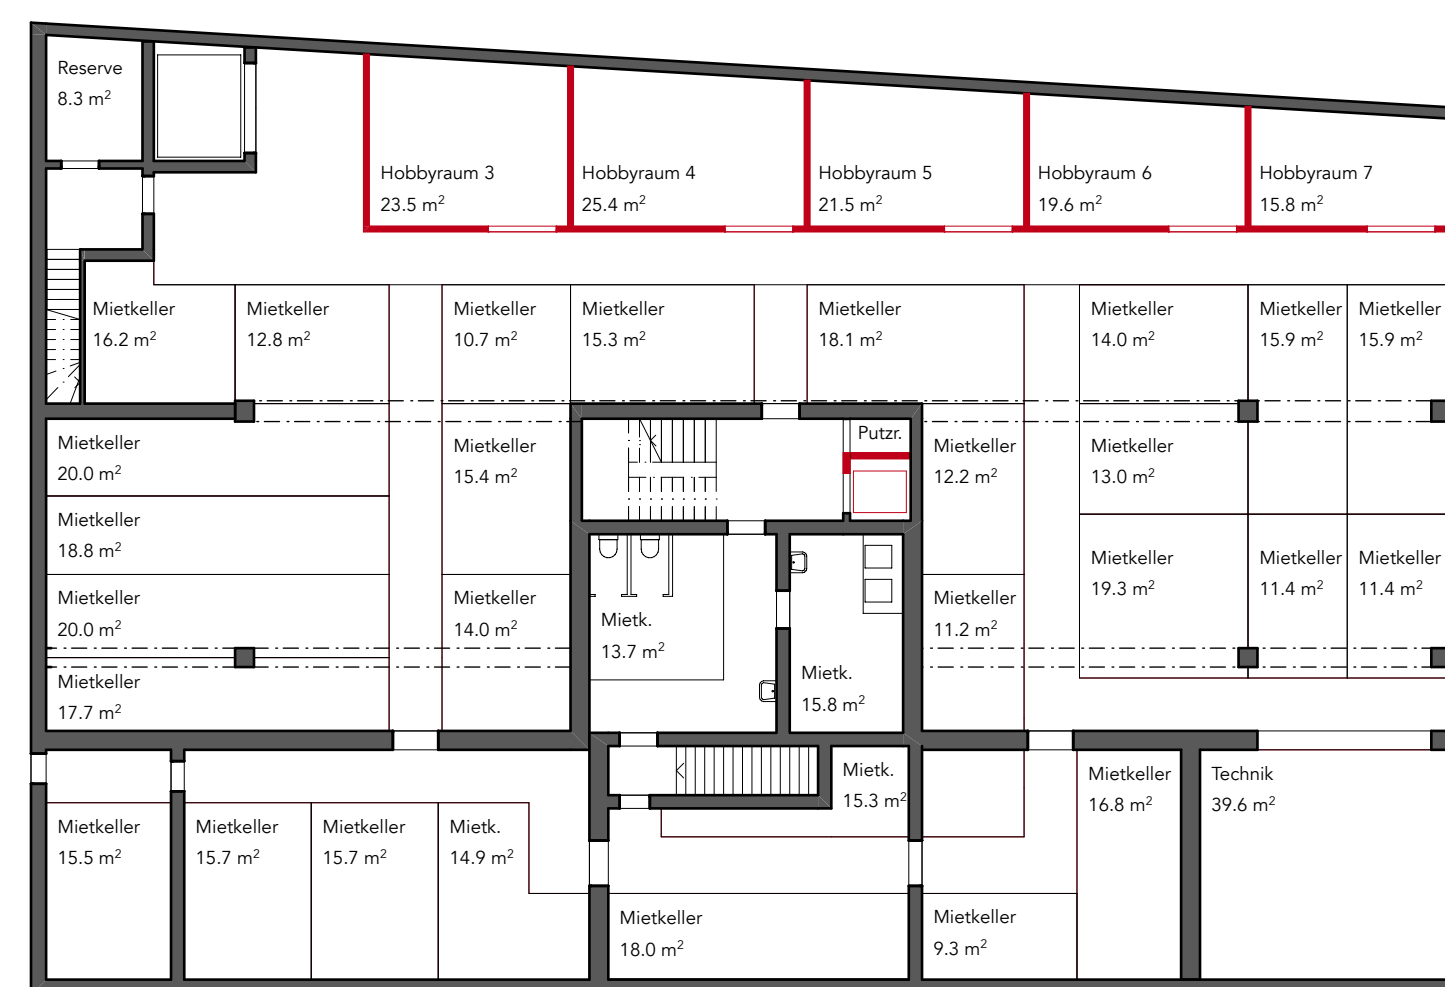 Reserve
8.3 m²
Hobbyraum 3
23.5 m²
Hobbyraum 4
25.4 m²
Hobbyraum 5
21.5 m²
Hobbyraum 6
19.6 m²
Hobbyraum 7
15.8 m²
Mietkeller
16.2 m²
Mietkeller
12.8 m²
Mietkeller
10.7 m²
Mietkeller
15.3 m²
Mietkeller
18.1 m²
Mietkeller
14.0 m²
Mietkeller
15.9 m²
Mietkeller
15.9 m²
Mietkeller
20.0 m²
Mietkeller
15.4 m²
Putzr.
Mietkeller
12.2 m²
Mietkeller
13.0 m²
Mietkeller
18.8 m²
Mietkeller
19.3 m²
Mietkeller
11.4 m²
Mietkeller
11.4 m²
Mietkeller
20.0 m²
Mietkeller
14.0 m²
Mietk.
13.7 m²
Mietkeller
11.2 m²
Mietkeller
17.7 m²
Mietk.
15.8 m²
Mietk.
15.3 m²
Mietkeller
16.8 m²
Technik
39.6 m²
Mietkeller
15.5 m²
Mietkeller
15.7 m²
Mietkeller
15.7 m²
Mietk.
14.9 m²
Mietkeller
18.0 m²
Mietkeller
9.3 m²